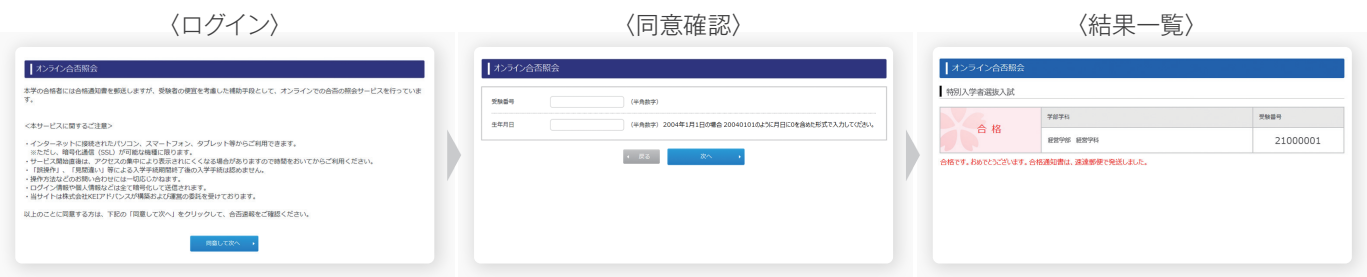 〈ログイン〉
オンライン合否照会
本学の合格者には合格通知書を郵送しますが、受験者の便宜を考慮した補助手段として、オンラインでの合否の照会サービスを行っていま
す。
<本サービスに関するご注意>
・インターネットに接続されたパソコン、スマートフォン、タブレット等からご利用できます。
※ただし、暗号化通信（SSL）が可能な機種に限ります。
・サービス開始直後は、アクセスの集中により表示されにくくなる場合がありますので時間をおいてからご利用ください。
・「誤操作」、「見間違い」等による入学手続期間終了後の入学手続は認めません。
・操作方法などのお問い合わせには一切応じかねます。
・ログイン情報や個人情報などは全て暗号化して送信されます。
・当サイトは株式会社KEIアドバンスが構築および運営の委託を受けております。
以上のことに同意する方は、下記の「同意して次へ」をクリックして、合否速報をご確認ください。
同意して次へ
〈同意確認〉
オンライン合否照会
受験番号 （半角数字）
生年月日 （半角数字） 2004年1月1日の場合 20040101のように月日に0を含めた形式で入力してください。
戻る 次へ
〈結果一覧〉
オンライン合否照会
特別入学者選抜入試
合格
学部学科 受験番号
経営学部 経営学科 21000001
合格です。おめでとうございます。合格通知書は、速達郵便で発送しました。